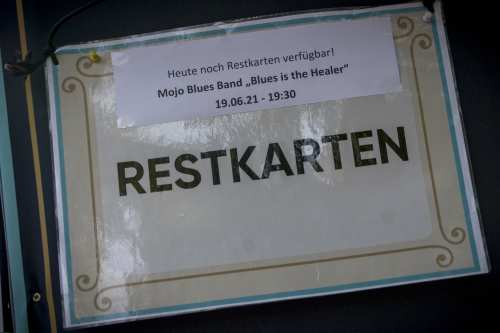 Heute noch Restkarten verfügbar!
Mojo Blues Band „Blues is the Healer“
19.06.21 - 19:30
RESTKARTEN